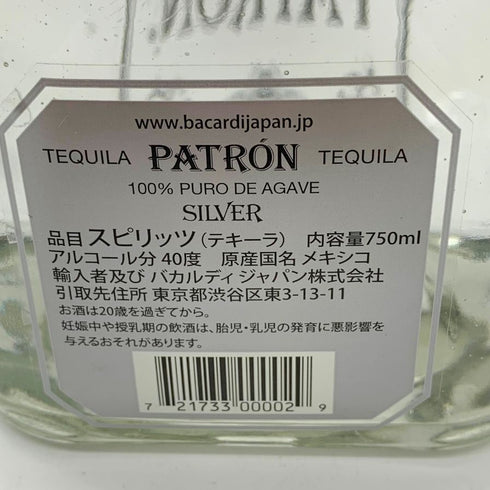 www.bacardijapan.jp
TEQUILA PATRÓN TEQUILA
100% PURO DE AGAVE
SILVER
品目 スピリッツ(テキーラ) 内容量750ml
アルコール分 40度 原産国名 メキシコ
輸入者及び バカルディ ジャパン株式会社
引取先住所 東京都渋谷区東3-13-11
お酒は20歳を過ぎてから。
妊娠中や授乳期の飲酒は、胎児・乳児の発育に悪影響を
与えるおそれがあります。
7 21733 00002 9